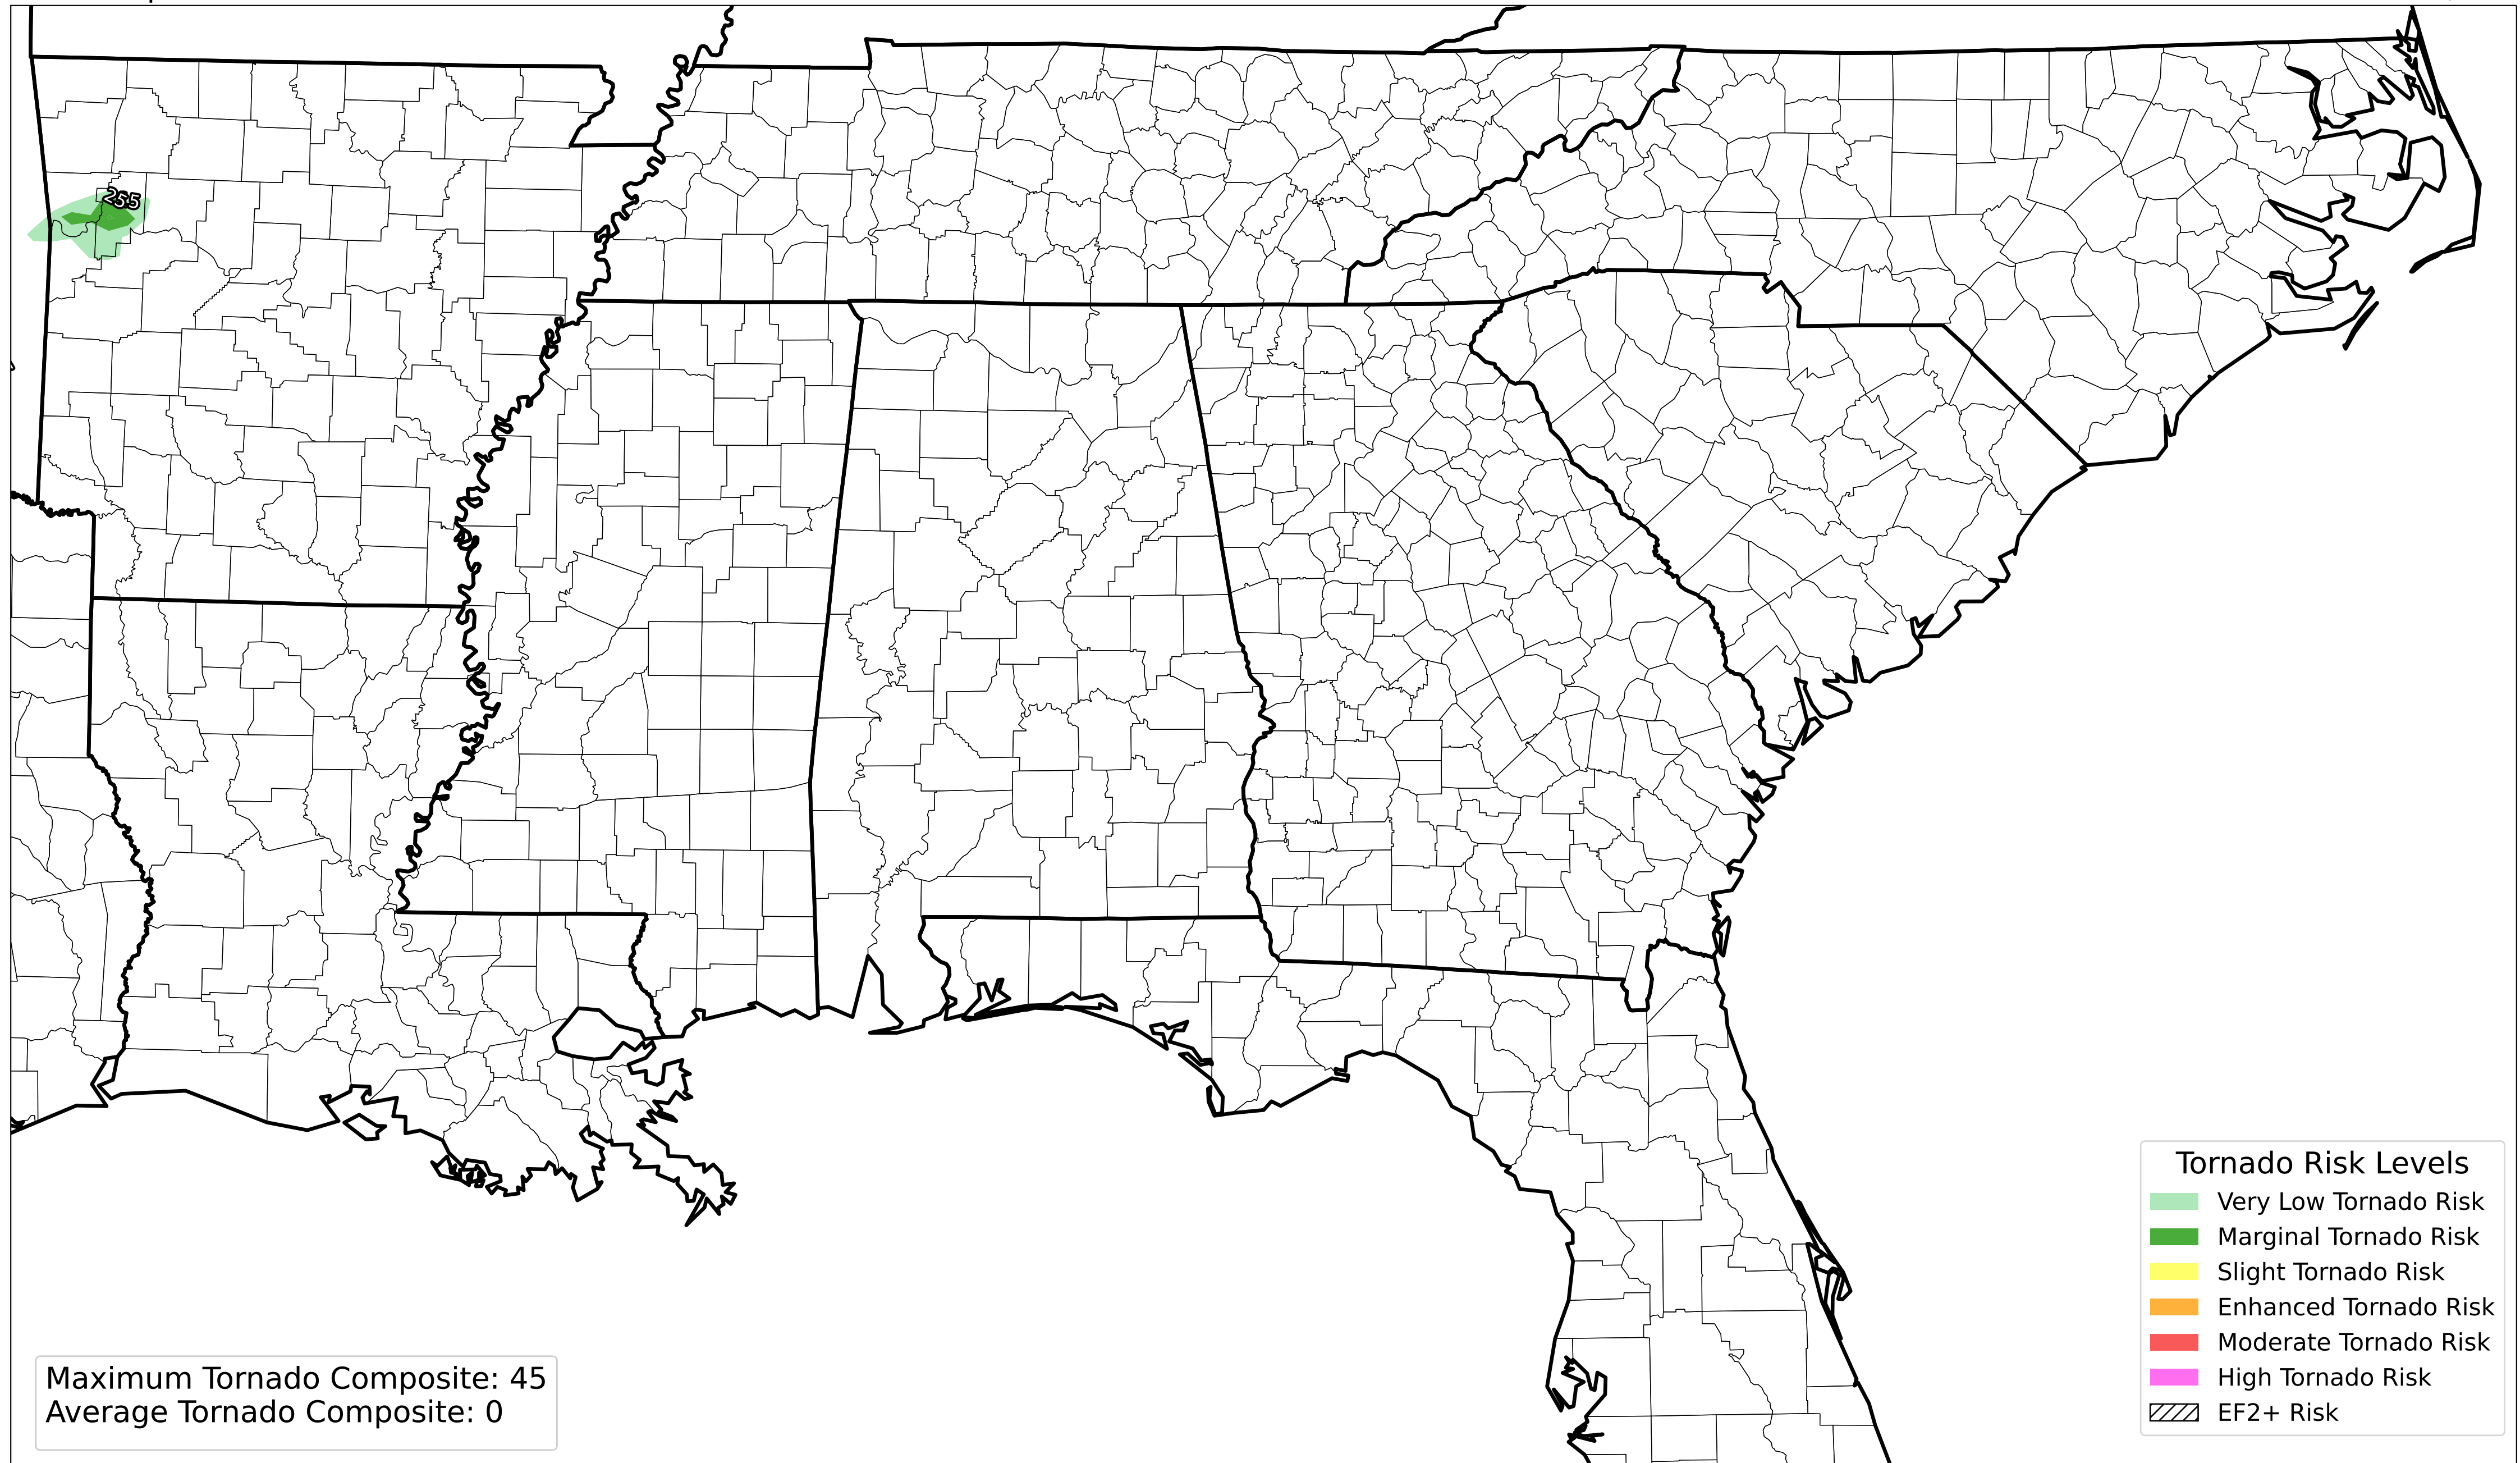 255
Tornado Risk Levels
Very Low Tornado Risk
Marginal Tornado Risk
Slight Tornado Risk
Enhanced Tornado Risk
Moderate Tornado Risk
High Tornado Risk
EF2+ Risk
Maximum Tornado Composite: 45
Average Tornado Composite: 0